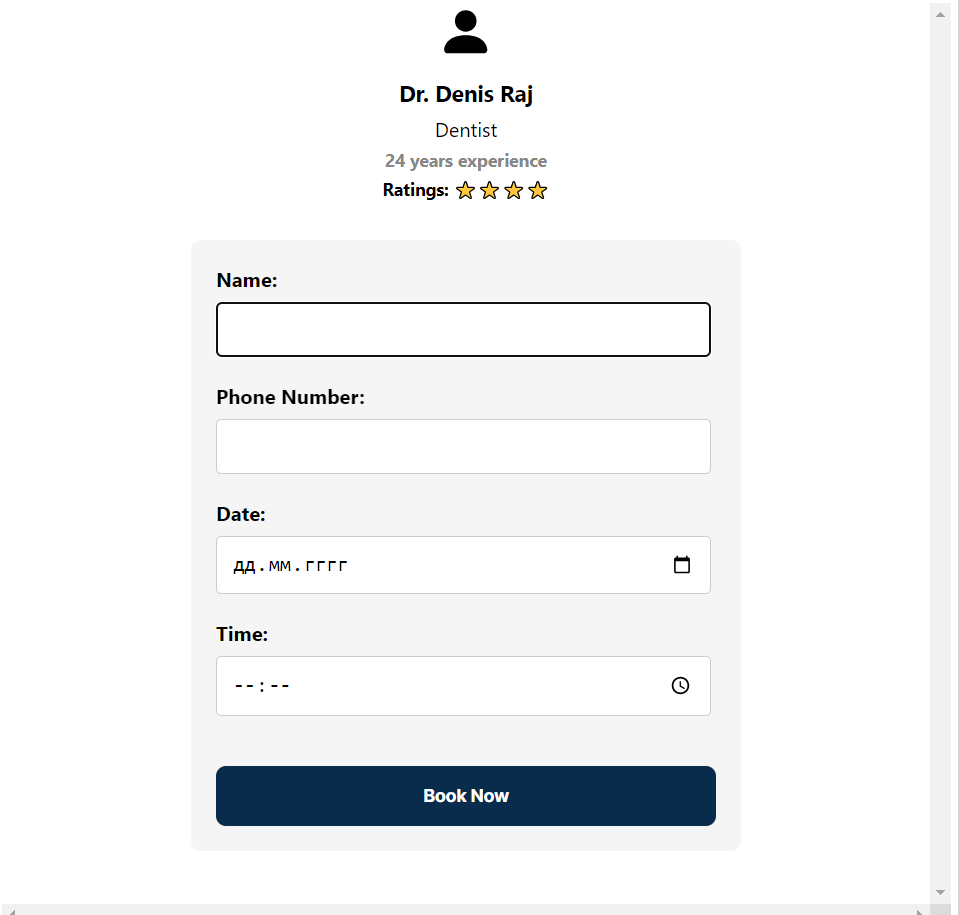 Dr. Denis Raj
Dentist
24 years experience
Ratings: ⭐⭐⭐⭐
Name:
Phone Number:
Date:
дд.мм.гггг
Time:
--:--
Book Now